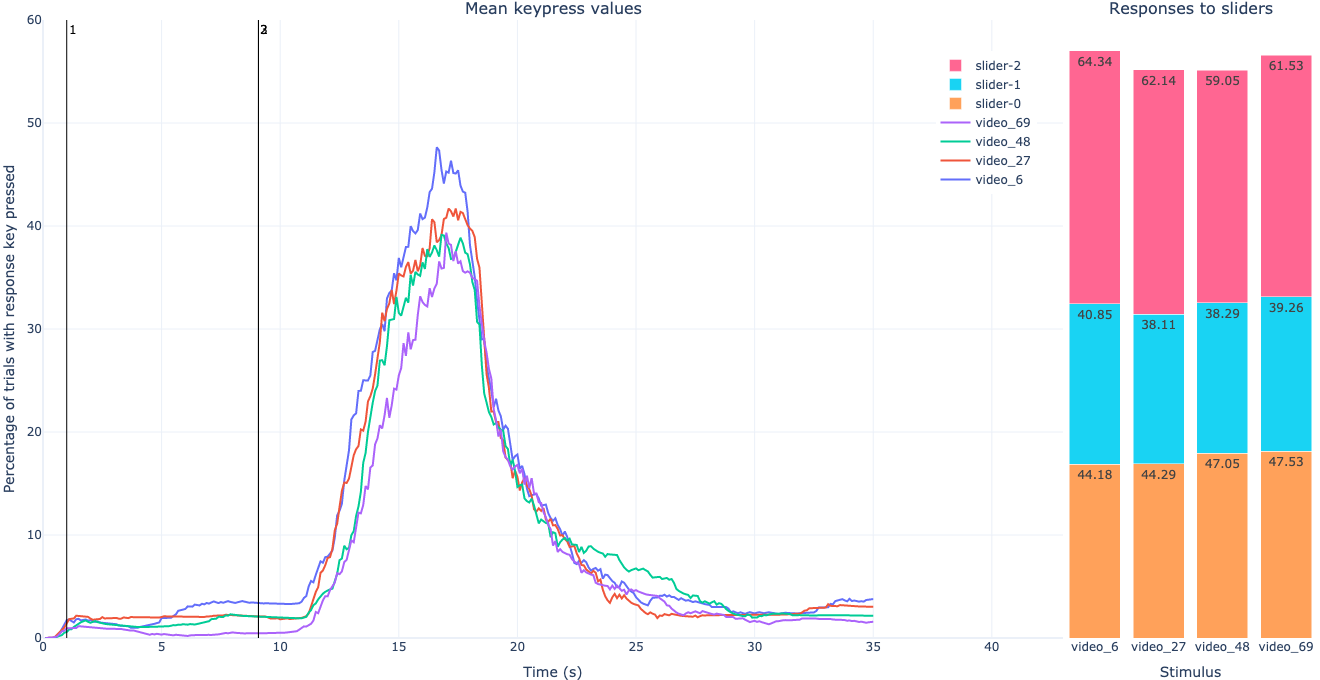 Mean keypress values
Responses to sliders
60
50
40
30
20
10
0
Percentage of trials with response key pressed
1
0
5
10
15
20
25
30
35
40
Time (s)
slider-2
slider-1
slider-0
video_69
video_48
video_27
video_6
64.34
62.14
59.05
61.53
40.85
38.11
38.29
39.26
44.18
44.29
47.05
47.53
video_6
video_27
video_48
video_69
Stimulus